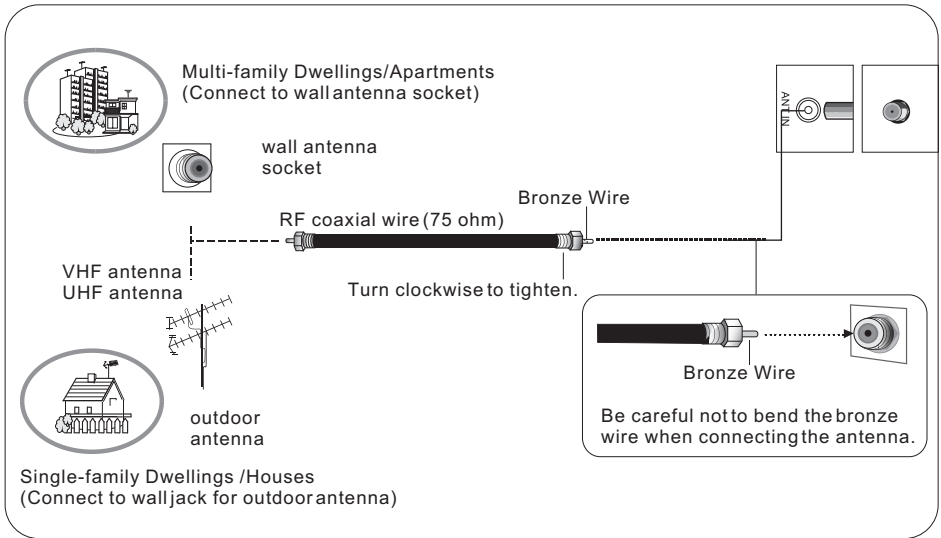 Multi-family Dwellings/Apartments
(Connect to wall antenna socket)
ANT.IN
wall antenna
socket
Bronze Wire
RF coaxial wire (75 ohm)
VHF antenna
UHF antenna
Turn clockwise to tighten.
Bronze Wire
Be careful not to bend the bronze
wire when connecting the antenna.
outdoor
antenna
Single-family Dwellings /Houses
(Connect to wall jack for outdoor antenna)